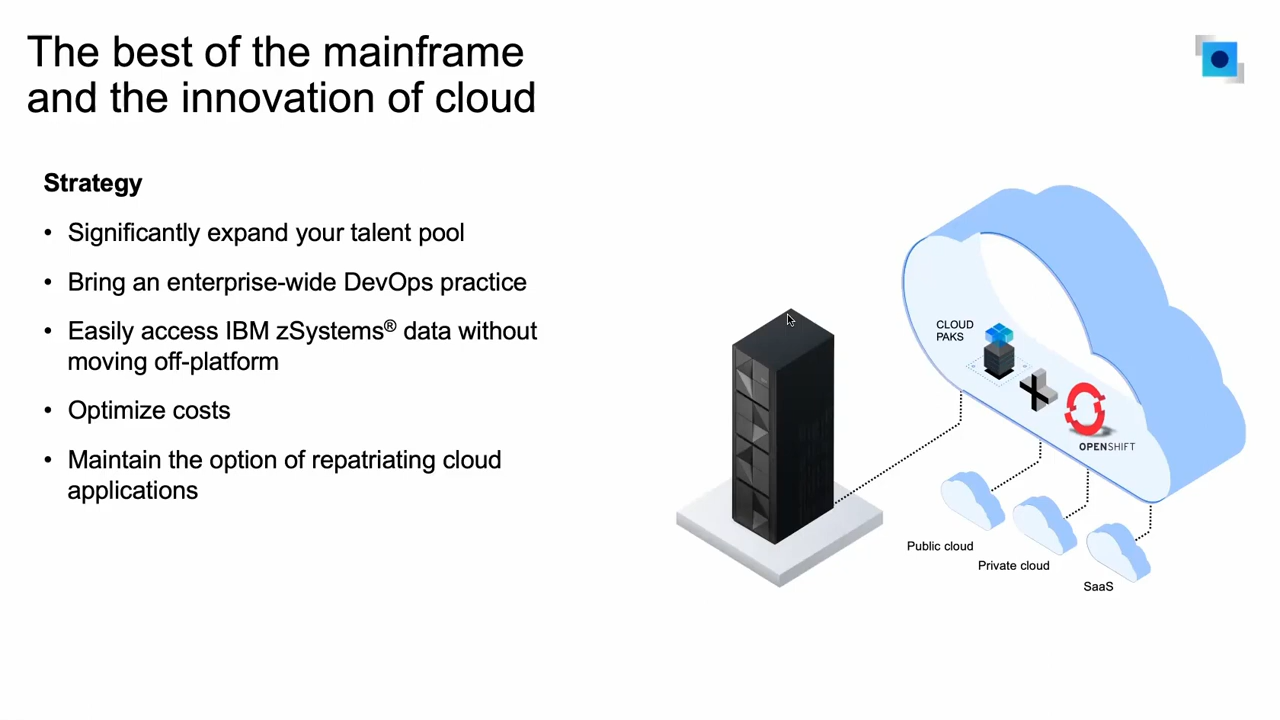 The best of the mainframe
and the innovation of cloud
Strategy
• Significantly expand your talent pool
• Bring an enterprise-wide DevOps practice
• Easily access IBM zSystems® data without
moving off-platform
• Optimize costs
• Maintain the option of repatriating cloud
applications
CLOUD
PAKS
OPENSHIFT
Public cloud
Private cloud
SaaS